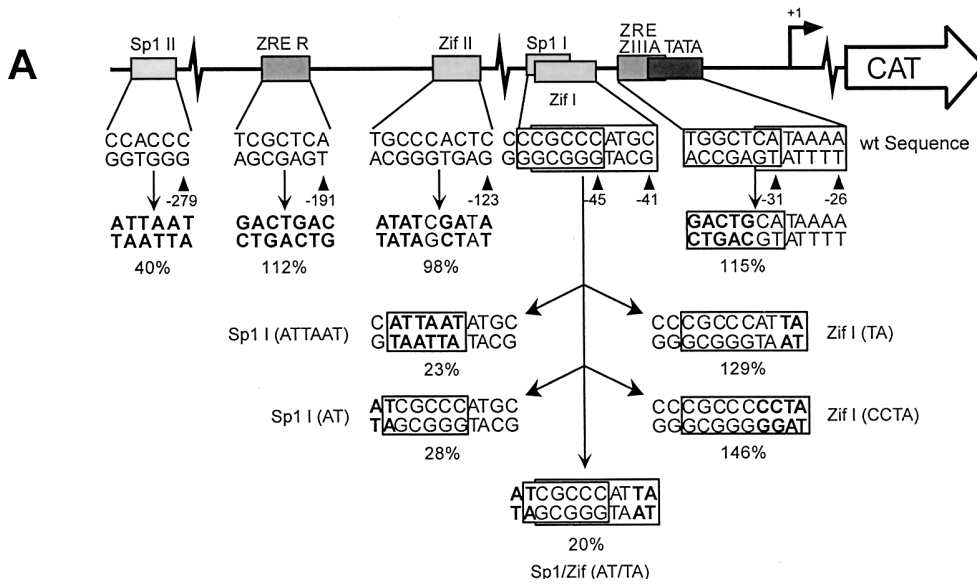 A
+1
Sp1 II
ZRE R
Zif II
Sp1 I
Zif I
ZRE
ZIIIA TATA
CAT
CCACCC TCGCTCA TGCCCACTC CCCGCCCATGC TGGCTCATAAAA wt Sequence
GGTGGG AGCGAGT ACGGGTGAG GGGCGGGTACG ACCGAGTATTTT
-279 -191 -123 -45 -41 -31 -26
ATTAAT GACTGAC ATATCGATA GACTGCATAAAA
TAATTA CTGACTG TATAGCTAT CTGACGTATTTT
40% 112% 98% 115%
Sp1 I (ATTAAT) CATTAATATGC CCCGCCCATTA Zif I (TA)
GTAATTATACG GGGCGGGTAAT
23% 129%
Sp1 I (AT) ATCGCCCATGC CCCGCCCCCTA Zif I (CCTA)
TAGCGGGTACG GGGCGGGGGAT
28% 146%
ATCGCCCATTA
TAGCGGGTAAT
20%
Sp1/Zif (AT/TA)